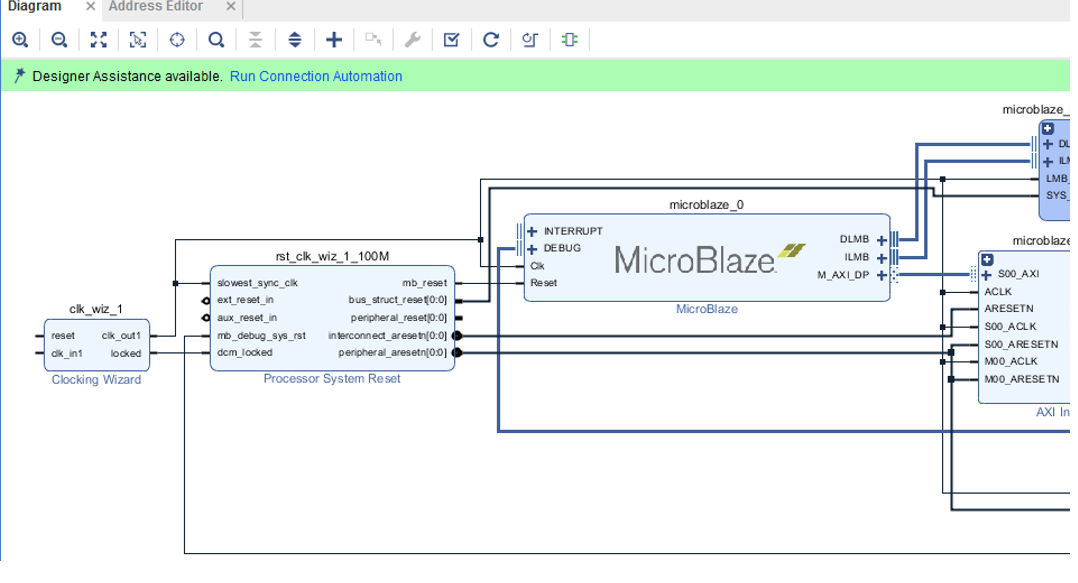 Diagram × Address Editor ×
Designer Assistance available. Run Connection Automation
microblaze_
DL
ILM
LMB_
SYS_
microblaze_0
INTERRUPT
DEBUG
Clk
Reset
MicroBlaze
DLMB
ILMB
M_AXI_DP
MicroBlaze
microblaze
S00_AXI
ACLK
ARESETN
S00_ACLK
S00_ARESETN
M00_ACLK
M00_ARESETN
AXI In
rst_clk_wiz_1_100M
slowest_sync_clk
ext_reset_in
aux_reset_in
mb_debug_sys_rst
dcm_locked
mb_reset
bus_struct_reset[0:0]
peripheral_reset[0:0]
interconnect_aresetn[0:0]
peripheral_aresetn[0:0]
Processor System Reset
clk_wiz_1
reset
clk_in1
clk_out1
locked
Clocking Wizard